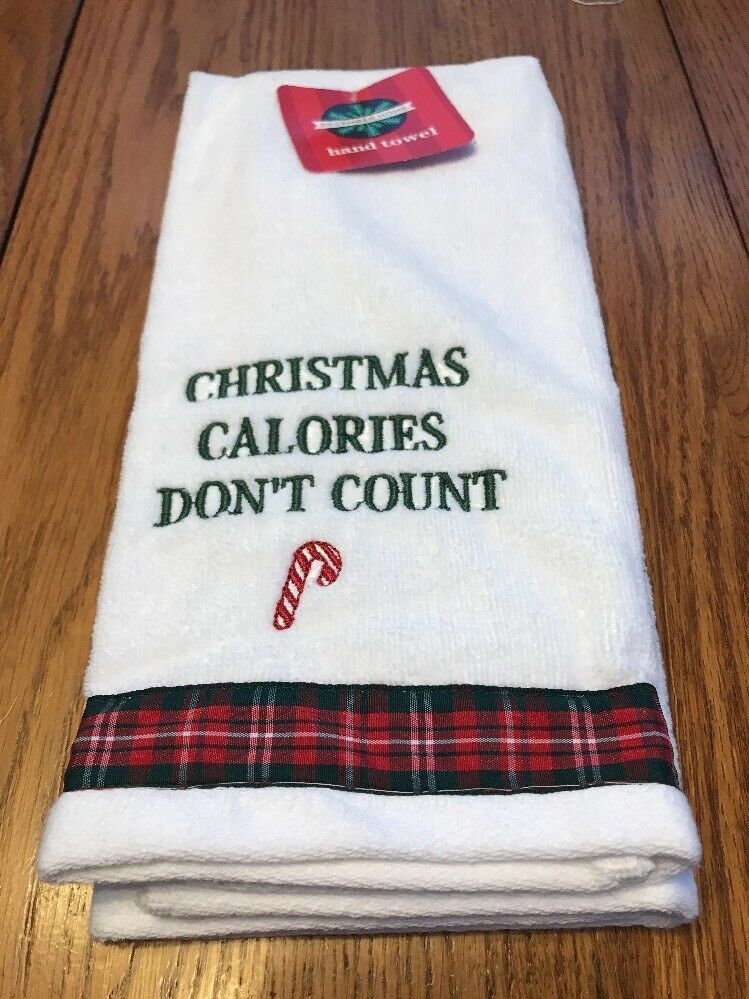 hand towel
CHRISTMAS
CALORIES
DON'T COUNT